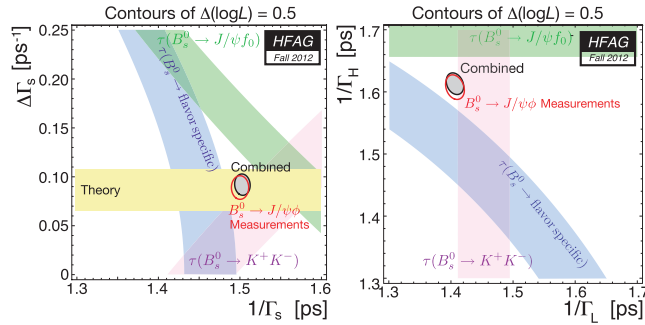 Contours of Δ(logL) = 0.5
0.25
0.20
0.15
0.10
0.05
0
ΔΓs [ps-1]
τ(B0s → J/ψf0)
HFAG
Fall 2012
τ(B0s → flavor specific)
Combined
Theory
B0s → J/ψφ
Measurements
τ(B0s → K+K−)
1.3 1.4 1.5 1.6
1/Γs [ps]
Contours of Δ(logL) = 0.5
1.7
1.6
1.5
1.4
1.3
1/ΓH [ps]
τ(B0s → J/ψf0)
HFAG
Fall 2012
Combined
B0s → J/ψφ Measurements
τ(B0s → flavor specific)
τ(B0s → K+K−)
1.3 1.4 1.5 1.6 1.7
1/ΓL [ps]